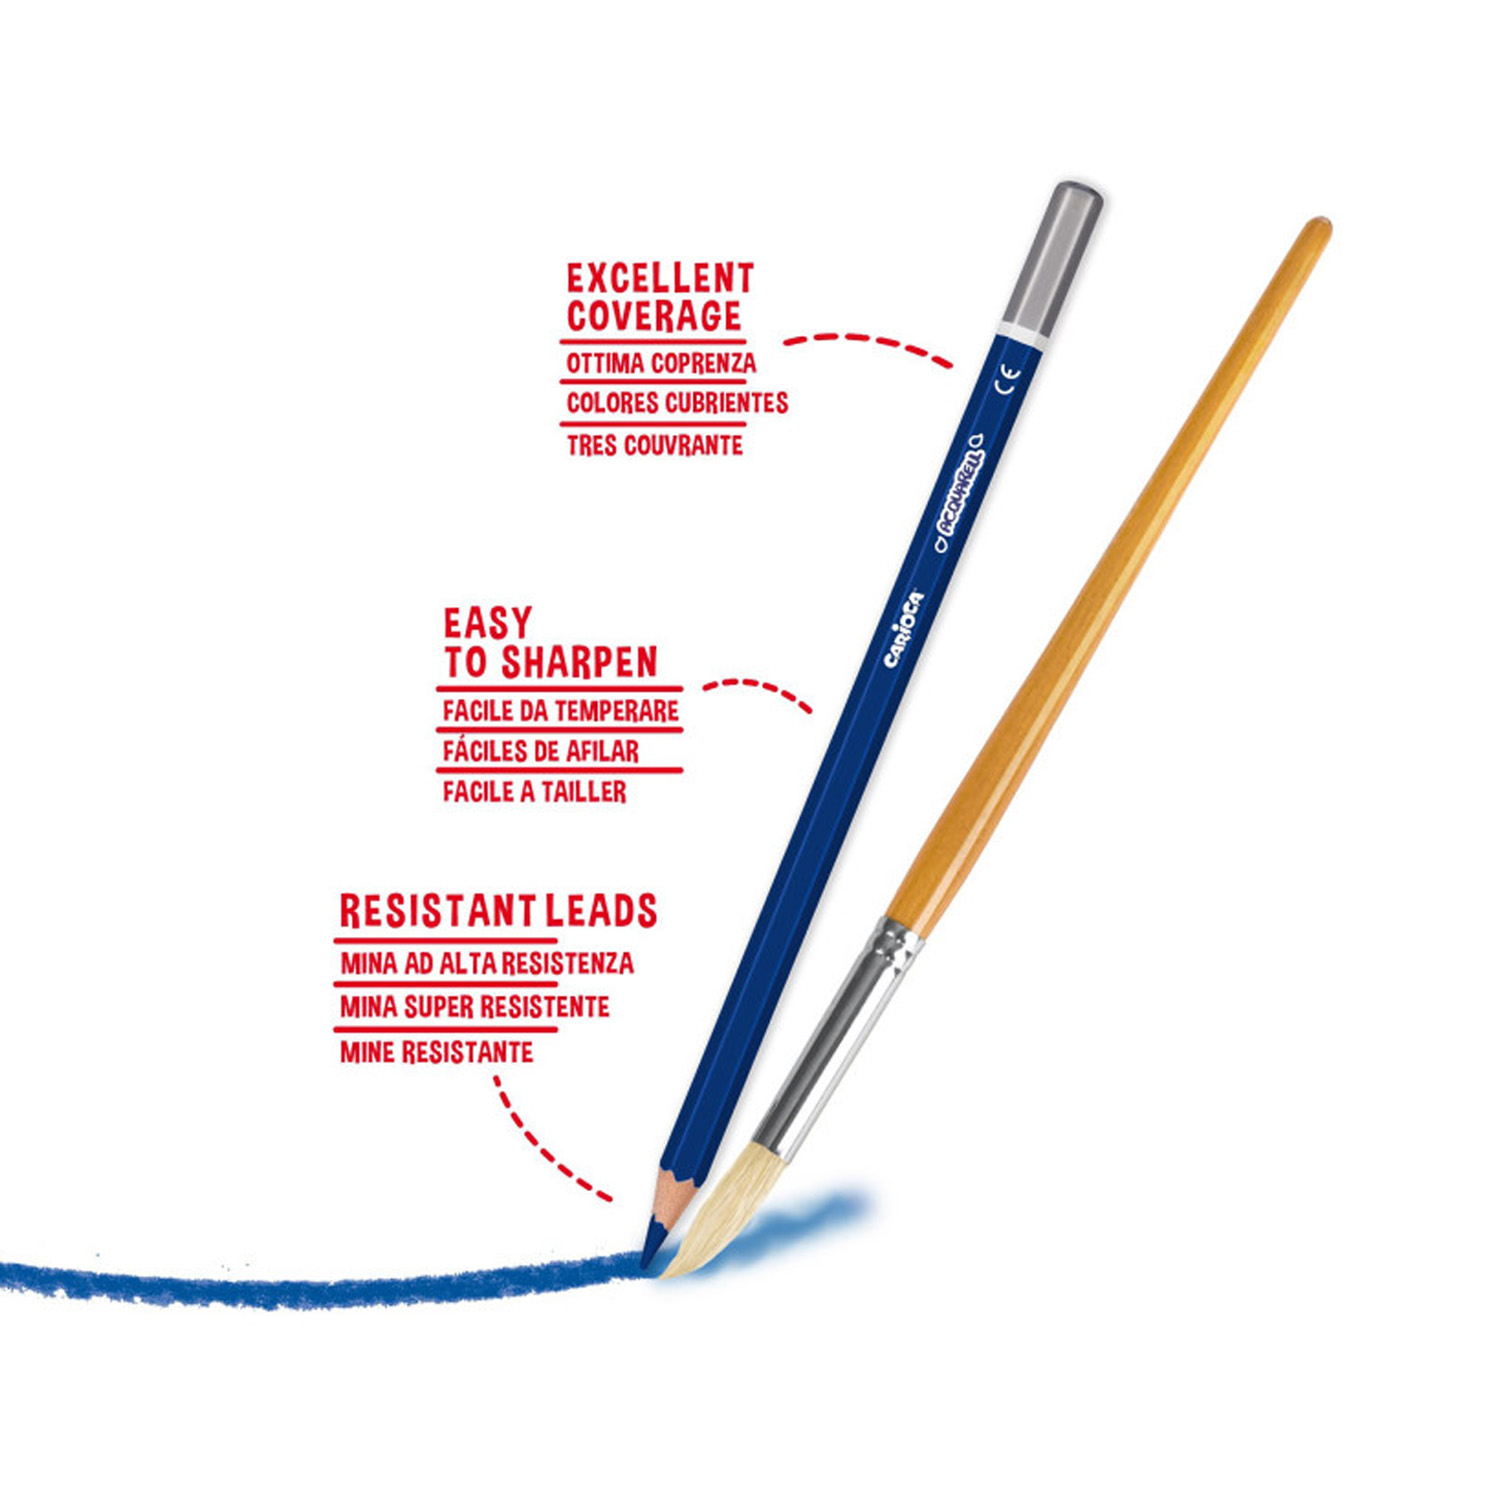 EXCELLENT
COVERAGE
OTTIMA COPRENZA
COLORES CUBRIENTES
TRES COUVRANTE
CE
ACQUARELL
CARIOCA
EASY
TO SHARPEN
FACILE DA TEMPERARE
FÁCILES DE AFILAR
FACILE A TAILLER
RESISTANT LEADS
MINA AD ALTA RESISTENZA
MINA SUPER RESISTENTE
MINE RESISTANTE